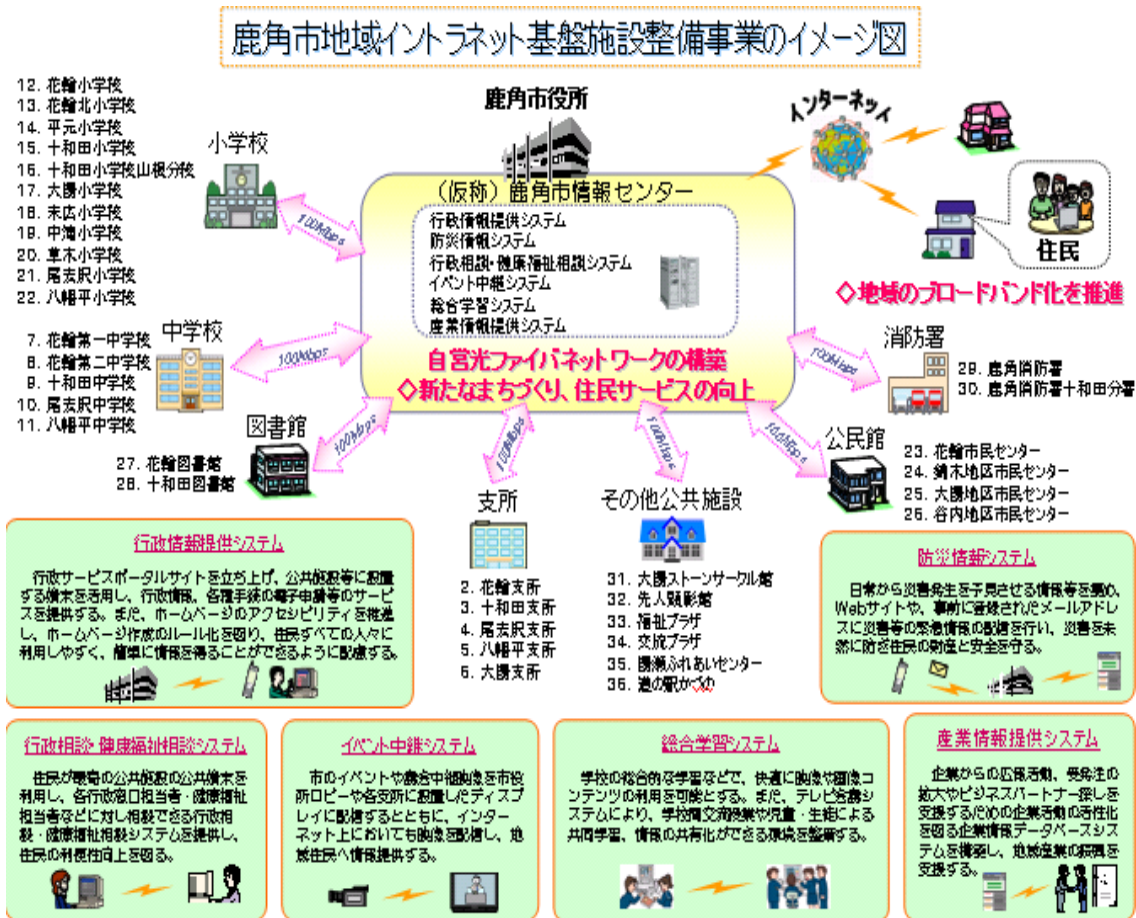 鹿角市地域イントラネット基盤施設整備事業のイメージ図
12. 花輪小学校
13. 花輪北小学校
14. 平元小学校
15. 十和田小学校
16. 十和田小学校山根分校
17. 大湯小学校
18. 末広小学校
19. 中滝小学校
20. 草木小学校
21. 尾去沢小学校
22. 八幡平小学校
小学校
鹿角市役所
インターネット
住民
◇地域のブロードバンド化を推進
(仮称)鹿角市情報センター
行政情報提供システム
防災情報システム
行政相談・健康福祉相談システム
イベント中継システム
総合学習システム
産業情報提供システム
自営光ファイバネットワークの構築
◇新たなまちづくり、住民サービスの向上
100Mbps
100Mbps
100Mbps
100Mbps
100Mbps
100Mbps
100Mbps
中学校
7. 花輪第一中学校
8. 花輪第二中学校
9. 十和田中学校
10. 尾去沢中学校
11. 八幡平中学校
図書館
27. 花輪図書館
28. 十和田図書館
支所
2. 花輪支所
3. 十和田支所
4. 尾去沢支所
5. 八幡平支所
6. 大湯支所
その他公共施設
31. 大湯ストーンサークル館
32. 先人顕彰館
33. 福祉プラザ
34. 交流プラザ
35. 湯瀬ふれあいセンター
36. 道の駅かづの
消防署
29. 鹿角消防署
30. 鹿角消防署十和田分署
公民館
23. 花輪市民センター
24. 錦木地区市民センター
25. 大湯地区市民センター
26. 谷内地区市民センター
行政情報提供システム
行政サービスポータルサイトを立ち上げ、公共施設等に設置
する端末を活用し、行政情報、各種手続の電子申請等のサービ
スを提供する。また、ホームページのアクセシビリティを推進
し、ホームページ作成のルール化を図り、住民すべての人々に
利用しやすく、簡単に情報を得ることができるように配慮する。
防災情報システム
日常から災害発生を予見させる情報等を集め、
Webサイトや、事前に登録されたメールアドレ
スに災害等の緊急情報の配信を行い、災害を未
然に防ぎ住民の財産と安全を守る。
行政相談・健康福祉相談システム
住民が最寄の公共施設の公共端末を
利用し、各行政窓口担当者・健康福祉
担当者などに対し相談できる行政相
談・健康福祉相談システムを提供し、
住民の利便性向上を図る。
イベント中継システム
市のイベントや議会中継映像を市役
所ロビーや各支所に設置したディスプ
レイに配信するとともに、インター
ネット上においても映像を配信し、地
域住民へ情報提供する。
総合学習システム
学校の総合的な学習などで、快適に映像や画像コ
ンテンツの利用を可能とする。また、テレビ会議シ
ステムにより、学校間交流授業や児童・生徒による
共同学習、情報の共有化ができる環境を整備する。
産業情報提供システム
企業からの広報活動、受発注の
拡大やビジネスパートナー探しを
支援するための企業活動の活性化
を図る企業情報データベースシス
テムを構築し、地域産業の振興を
支援する。